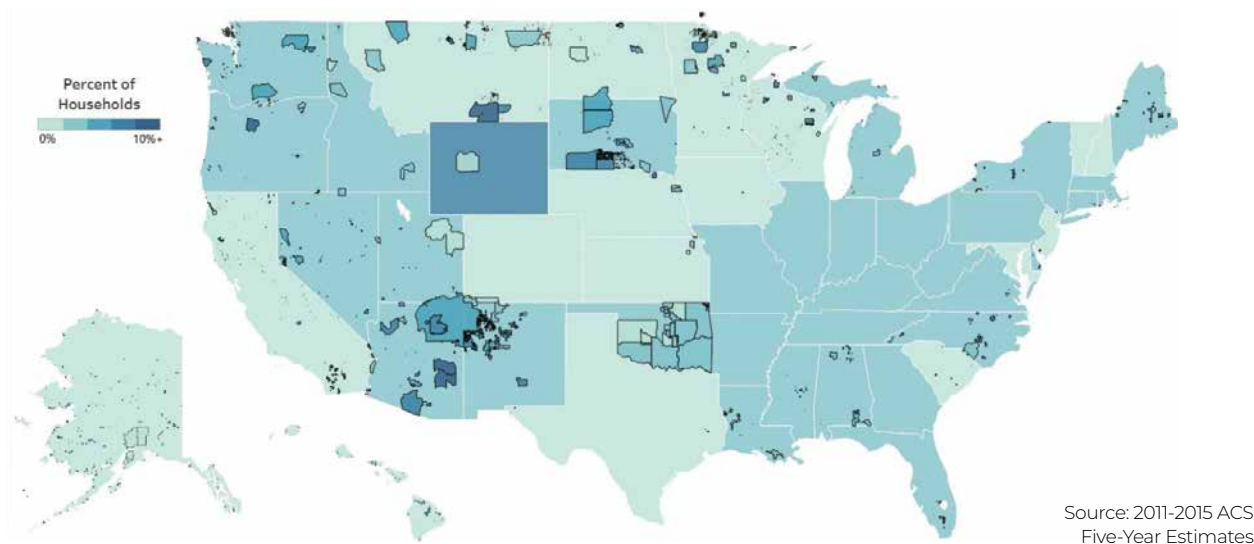 Percent of
Households
0%
10%+
Source: 2011-2015 ACS
Five-Year Estimates